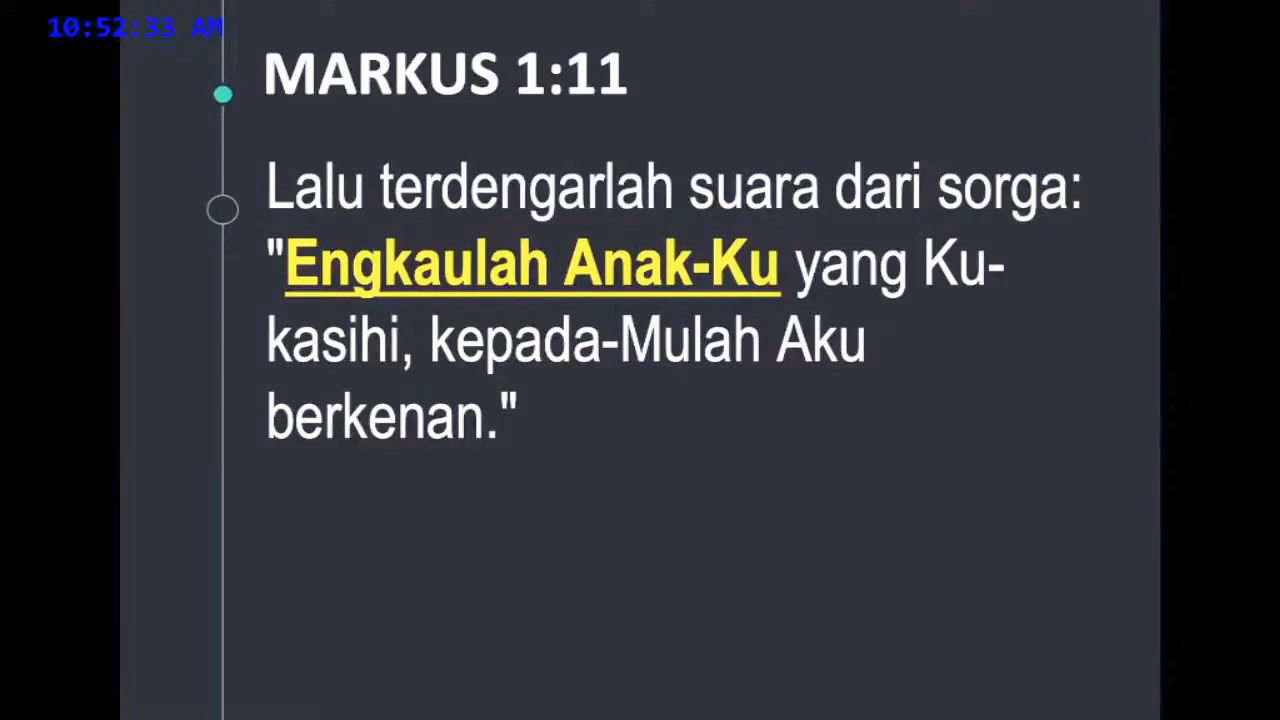 10:52:33 AM
MARKUS 1:11
Lalu terdengarlah suara dari sorga:
"Engkaulah Anak-Ku yang Ku-
kasihi, kepada-Mulah Aku
berkenan."